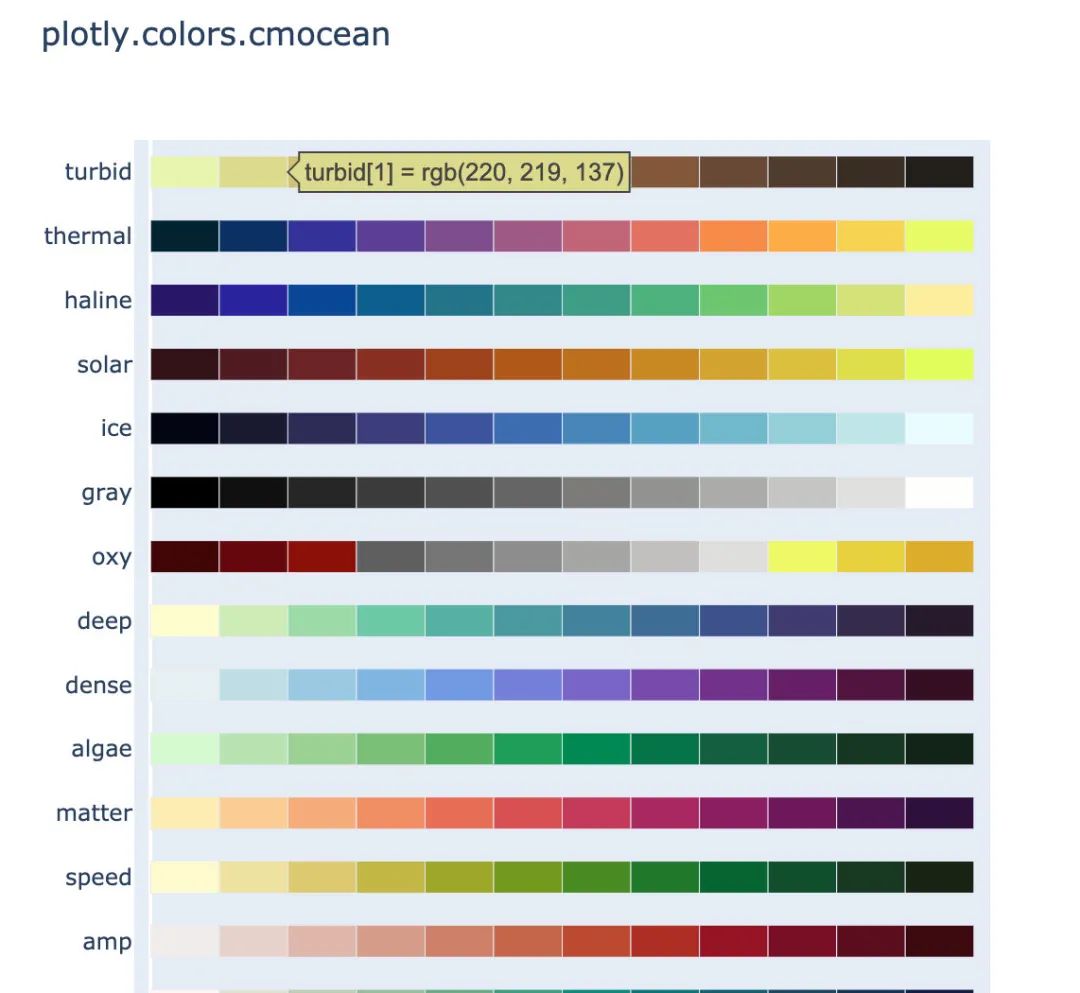 plotly.colors.cmocean
turbid
turbid[1] = rgb(220, 219, 137)
thermal
haline
solar
ice
gray
oxy
deep
dense
algae
matter
speed
amp